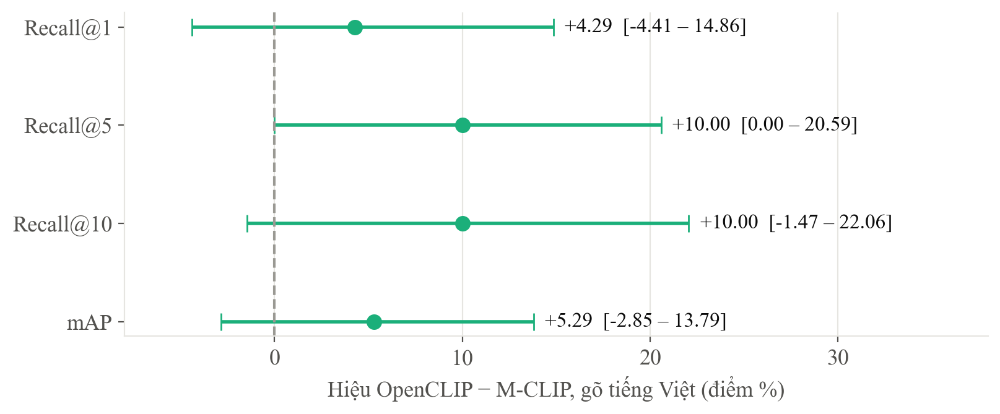 Recall@1 +4.29 [-4.41 – 14.86]
Recall@5 +10.00 [0.00 – 20.59]
Recall@10 +10.00 [-1.47 – 22.06]
mAP +5.29 [-2.85 – 13.79]
0 10 20 30
Hiệu OpenCLIP − M-CLIP, gõ tiếng Việt (điểm %)